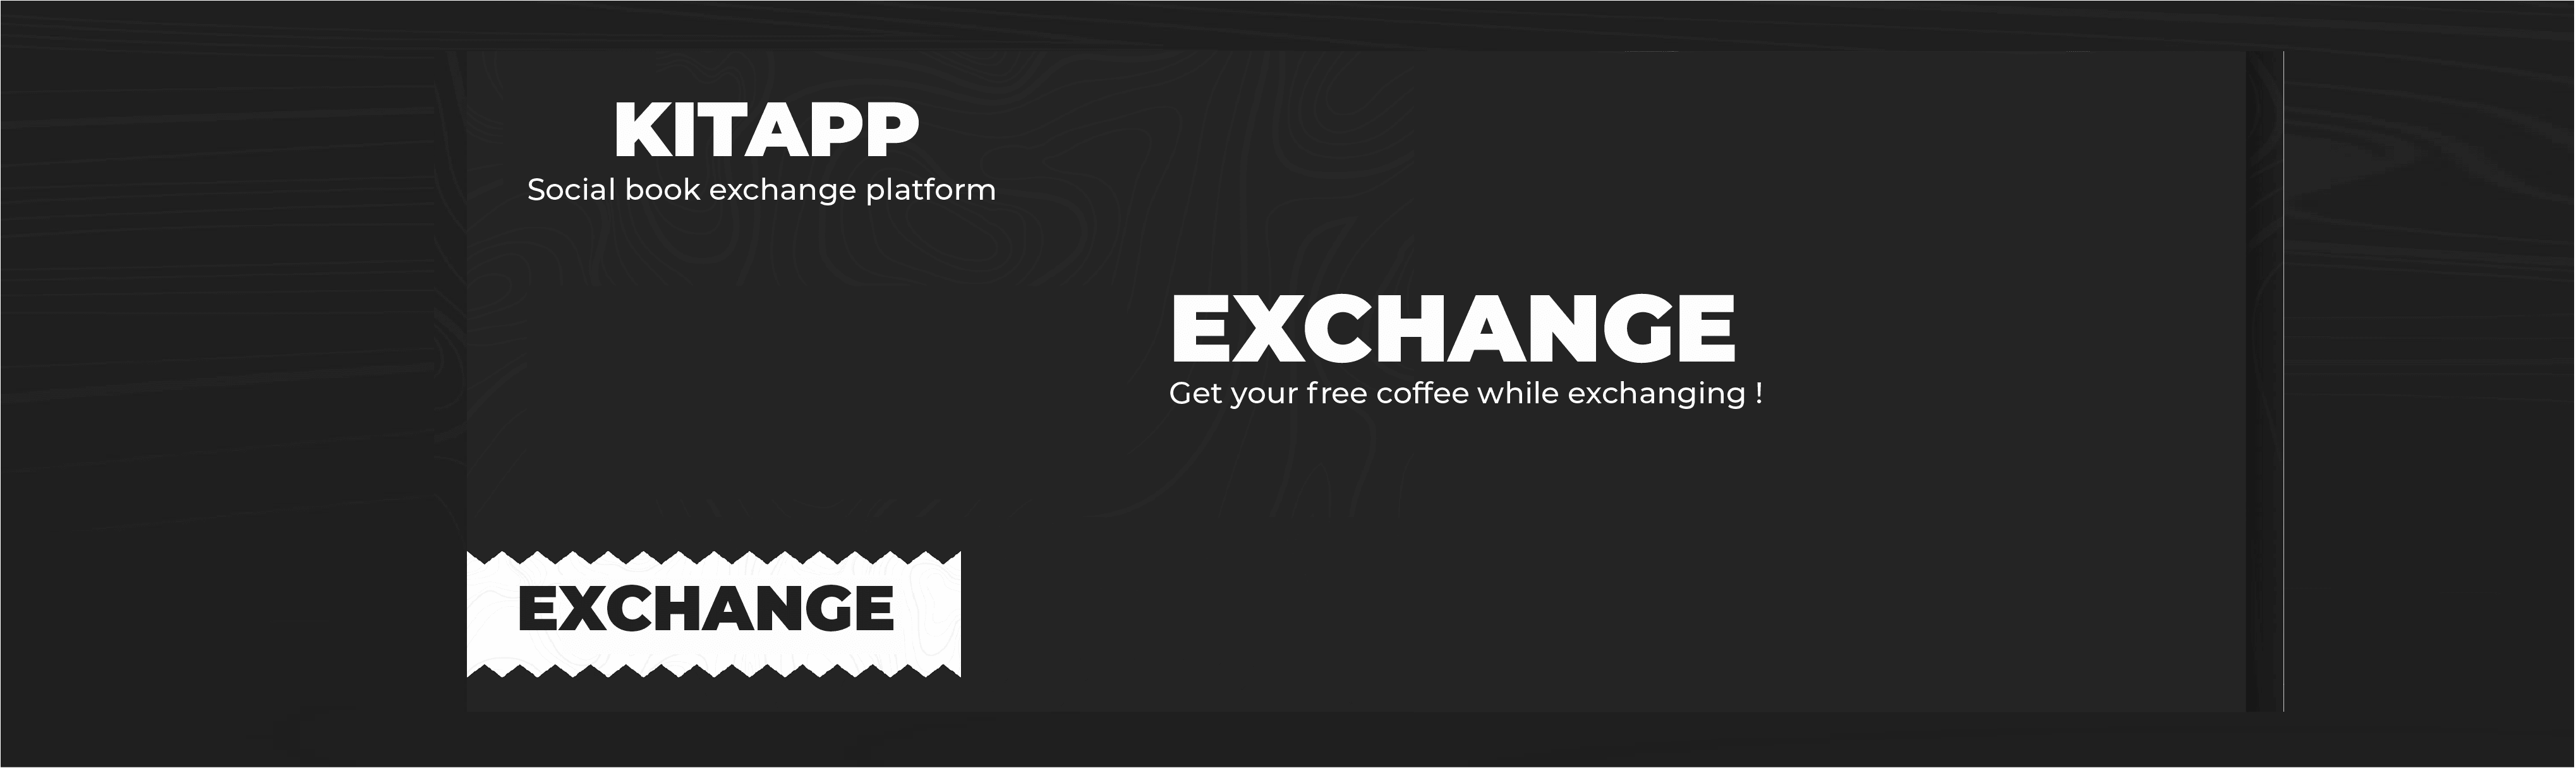 KITAPP
Social book exchange platform
EXCHANGE
Get your free coffee while exchanging !
EXCHANGE